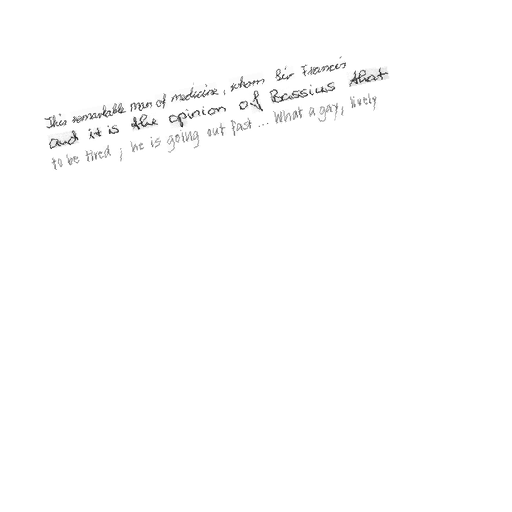 This remarkable man of medicine, whom Sir Francis
and it is the opinion of Bassius that
to be tired; he is going out fast... What a gay, lively